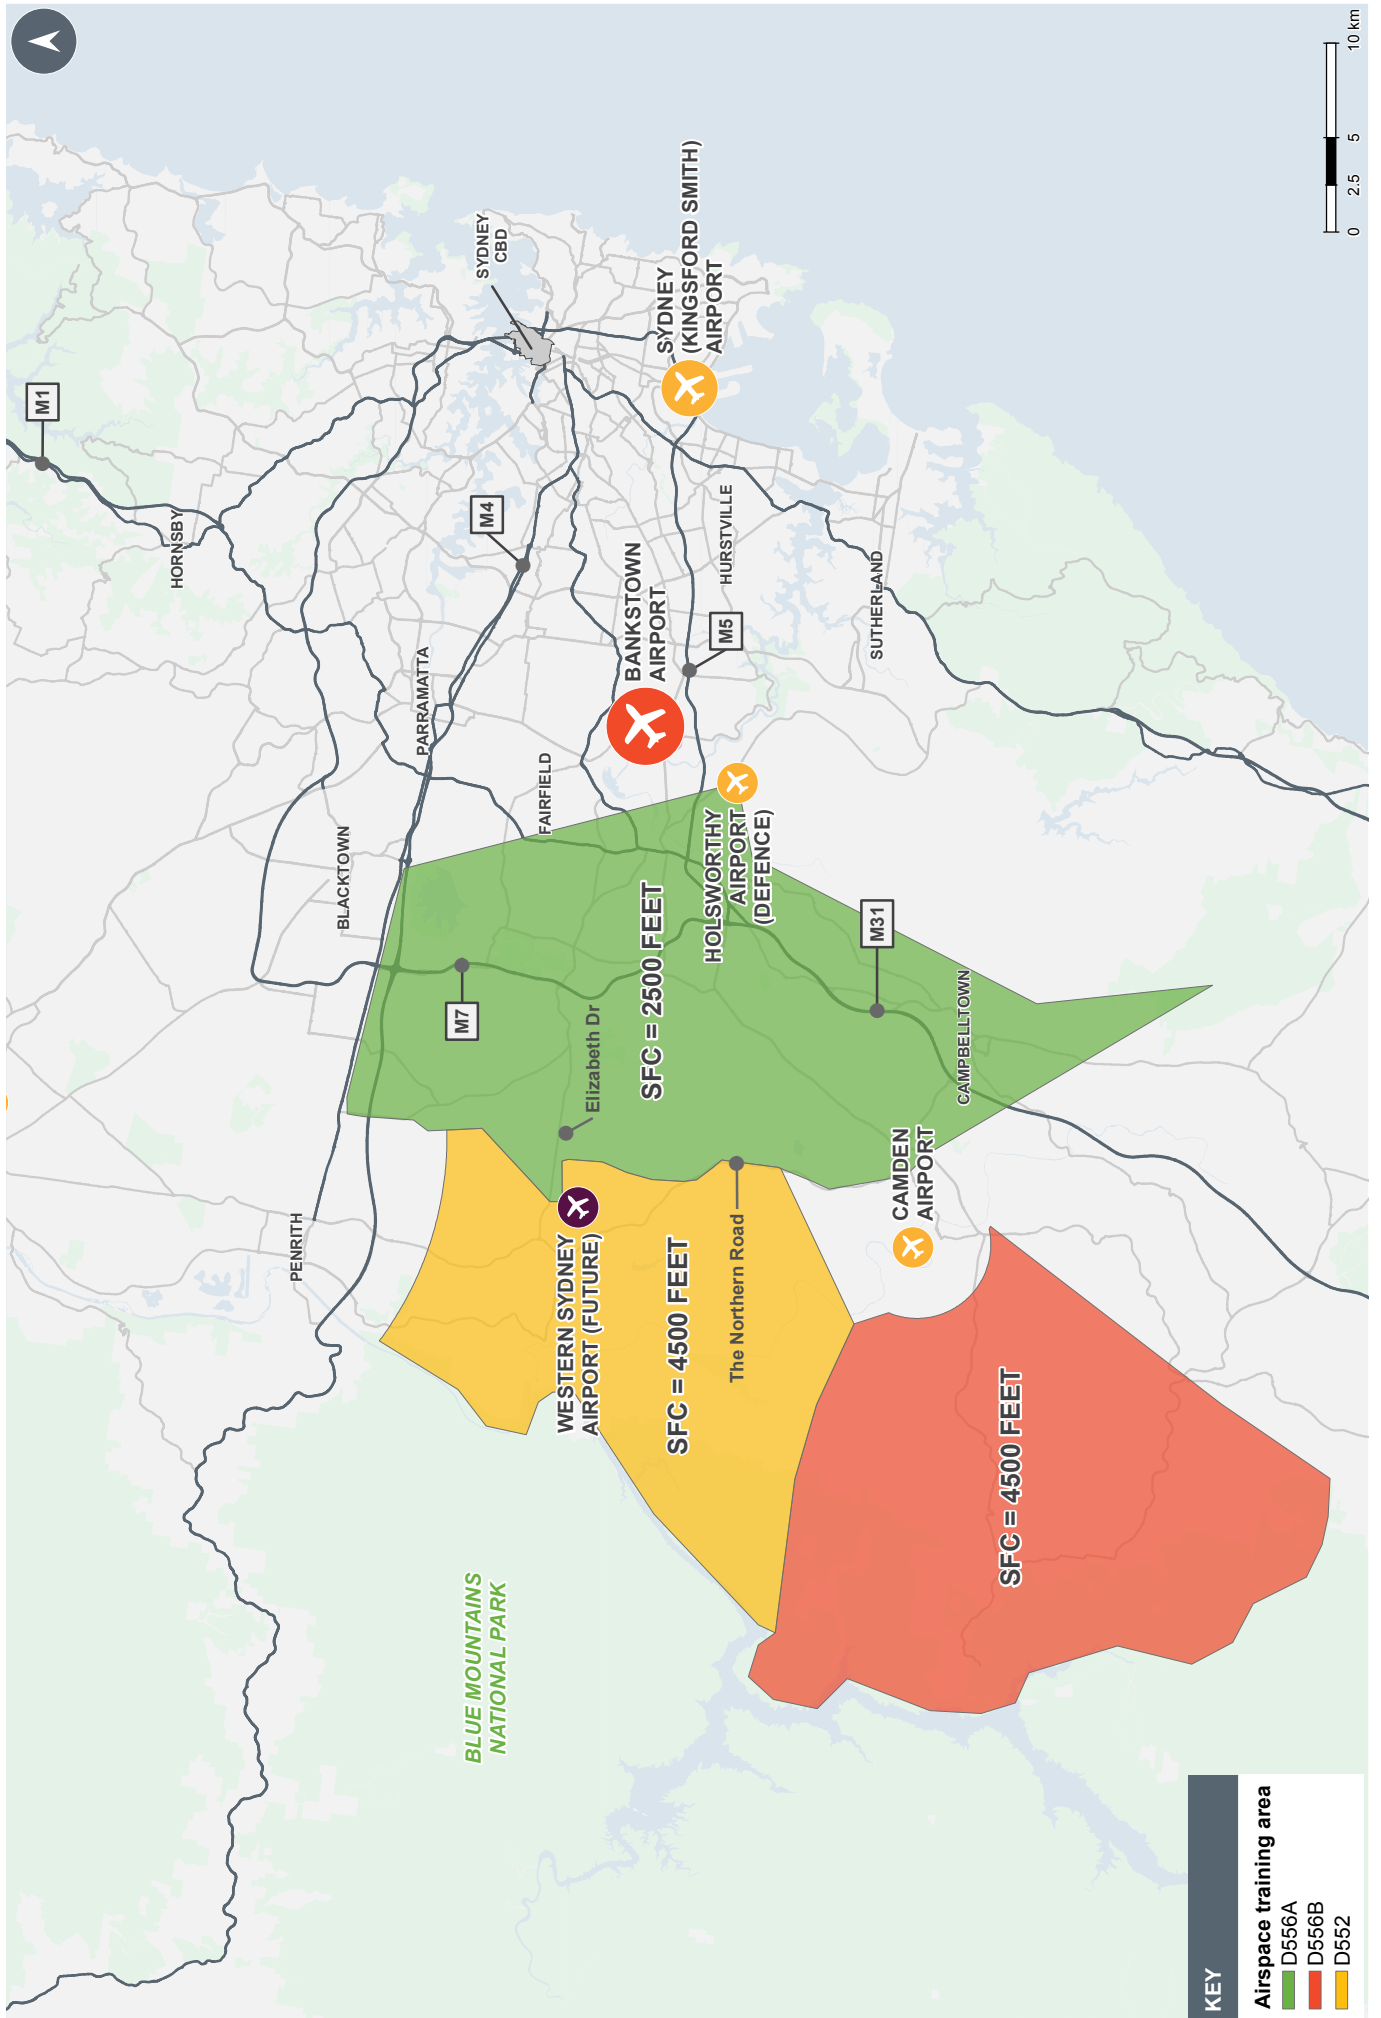 M1
HORNSBY
SYDNEY
CBD
M4
SYDNEY
(KINGSFORD SMITH)
AIRPORT
BANKSTOWN
AIRPORT
HURSTVILLE
M5
SUTHERLAND
PARRAMATTA
FAIRFIELD
BLACKTOWN
HOLSWORTHY
AIRPORT
(DEFENCE)
M7
SFC = 2500 FEET
Elizabeth Dr
M31
CAMPBELLTOWN
PENRITH
WESTERN SYDNEY
AIRPORT (FUTURE)
SFC = 4500 FEET
The Northern Road
CAMDEN
AIRPORT
SFC = 4500 FEET
BLUE MOUNTAINS
NATIONAL PARK
0 2.5 5 10 km
KEY
Airspace training area
D556A
D556B
D552